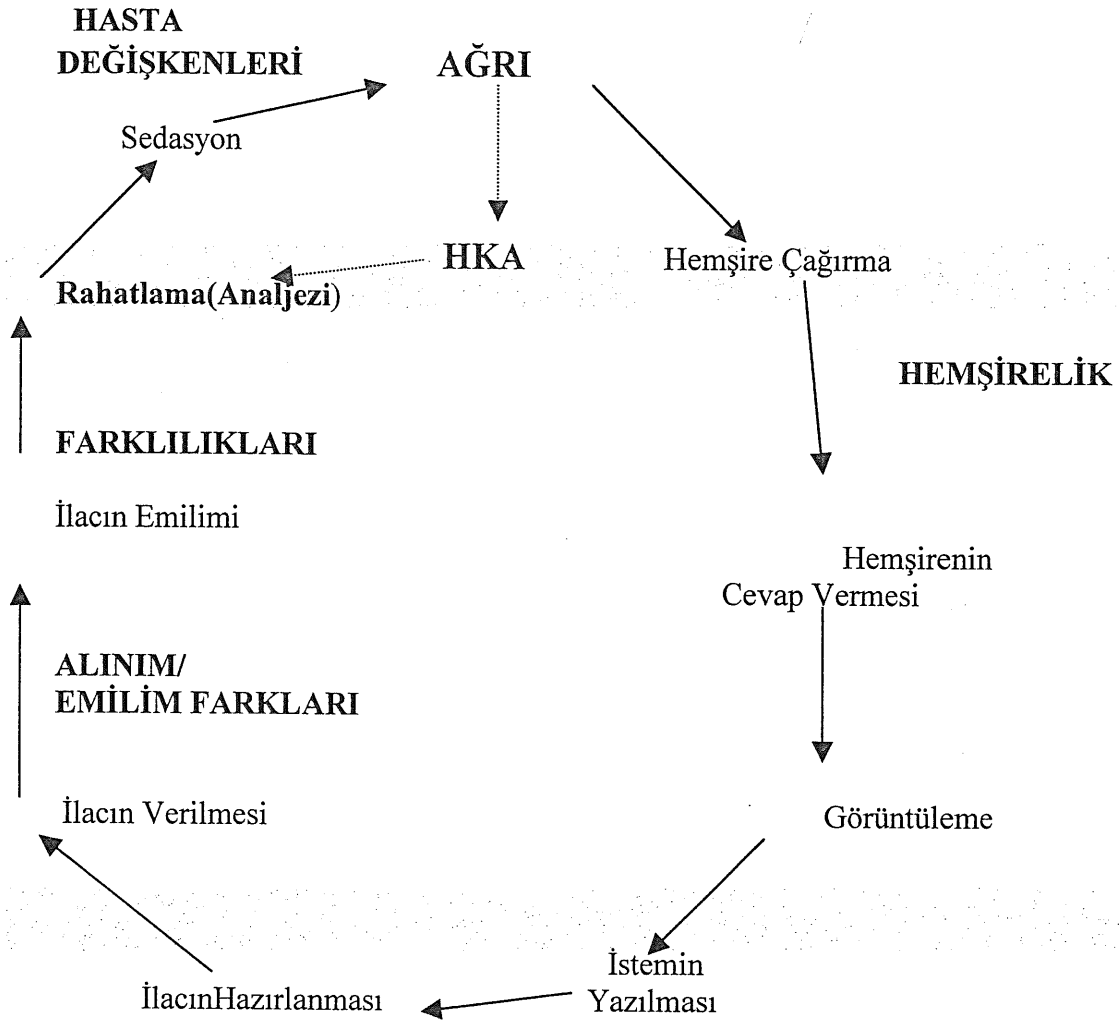 HASTA
DEĞİŞKENLERİ
AĞRI
Sedasyon
HKA
Hemşire Çağırma
Rahatlama(Analjezi)
HEMŞİRELİK
FARKLILIKLARI
İlacın Emilimi
Hemşirenin
Cevap Vermesi
ALINIM/
EMİLİM FARKLARI
İlacın Verilmesi
Görüntüleme
İstemin
Yazılması
İlacınHazırlanması